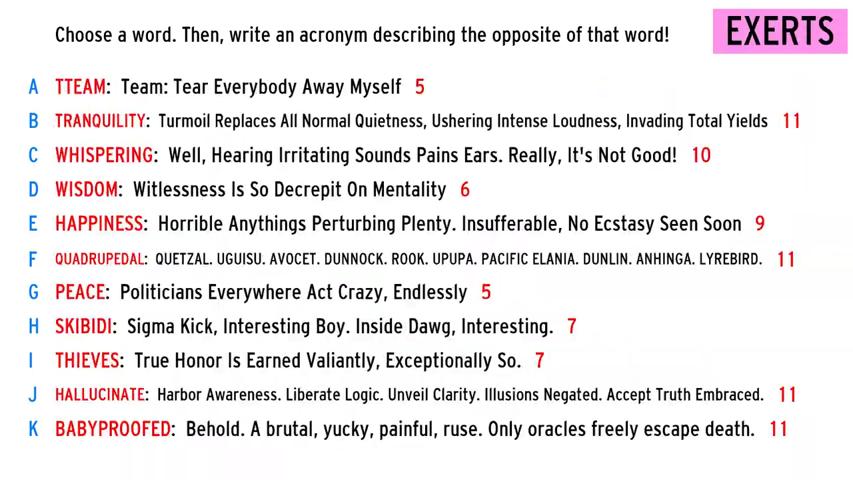 Choose a word. Then, write an acronym describing the opposite of that word!
EXERTS
A TTEAM: Team: Tear Everybody Away Myself 5
B TRANQUILITY: Turmoil Replaces All Normal Quietness, Ushering Intense Loudness, Invading Total Yields 11
C WHISPERING: Well, Hearing Irritating Sounds Pains Ears. Really, It's Not Good! 10
D WISDOM: Witlessness Is So Decrepit On Mentality 6
E HAPPINESS: Horrible Anythings Perturbing Plenty. Insufferable, No Ecstasy Seen Soon 9
F QUADRUPEDAL: QUETZAL. UGUISU. AVOCET. DUNNOCK. ROOK. UPUPA. PACIFIC ELANIA. DUNLIN. ANHINGA. LYREBIRD. 11
G PEACE: Politicians Everywhere Act Crazy, Endlessly 5
H SKIBIDI: Sigma Kick, Interesting Boy. Inside Dawg, Interesting. 7
I THIEVES: True Honor Is Earned Valiantly, Exceptionally So. 7
J HALLUCINATE: Harbor Awareness. Liberate Logic. Unveil Clarity. Illusions Negated. Accept Truth Embraced. 11
K BABYPROOFED: Behold. A brutal, yucky, painful, ruse. Only oracles freely escape death. 11